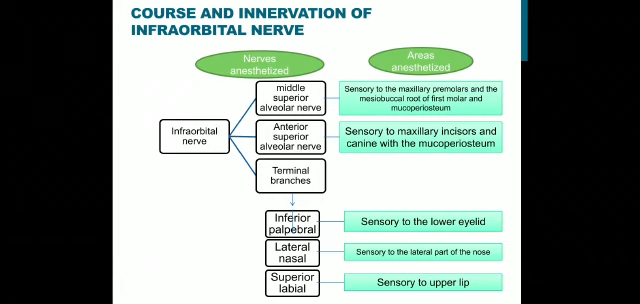 COURSE AND INNERVATION OF
INFRAORBITAL NERVE
Nerves
anesthetized
Areas
anesthetized
middle
superior
alveolar nerve
Sensory to the maxillary premolars and the
mesiobuccal root of first molar and
mucoperiosteum
Infraorbital
nerve
Anterior
superior
alveolar nerve
Sensory to maxillary incisors and
canine with the mucoperiosteum
Terminal
branches
Inferior
palpebral
Sensory to the lower eyelid
Lateral
nasal
Sensory to the lateral part of the nose
Superior
labial
Sensory to upper lip